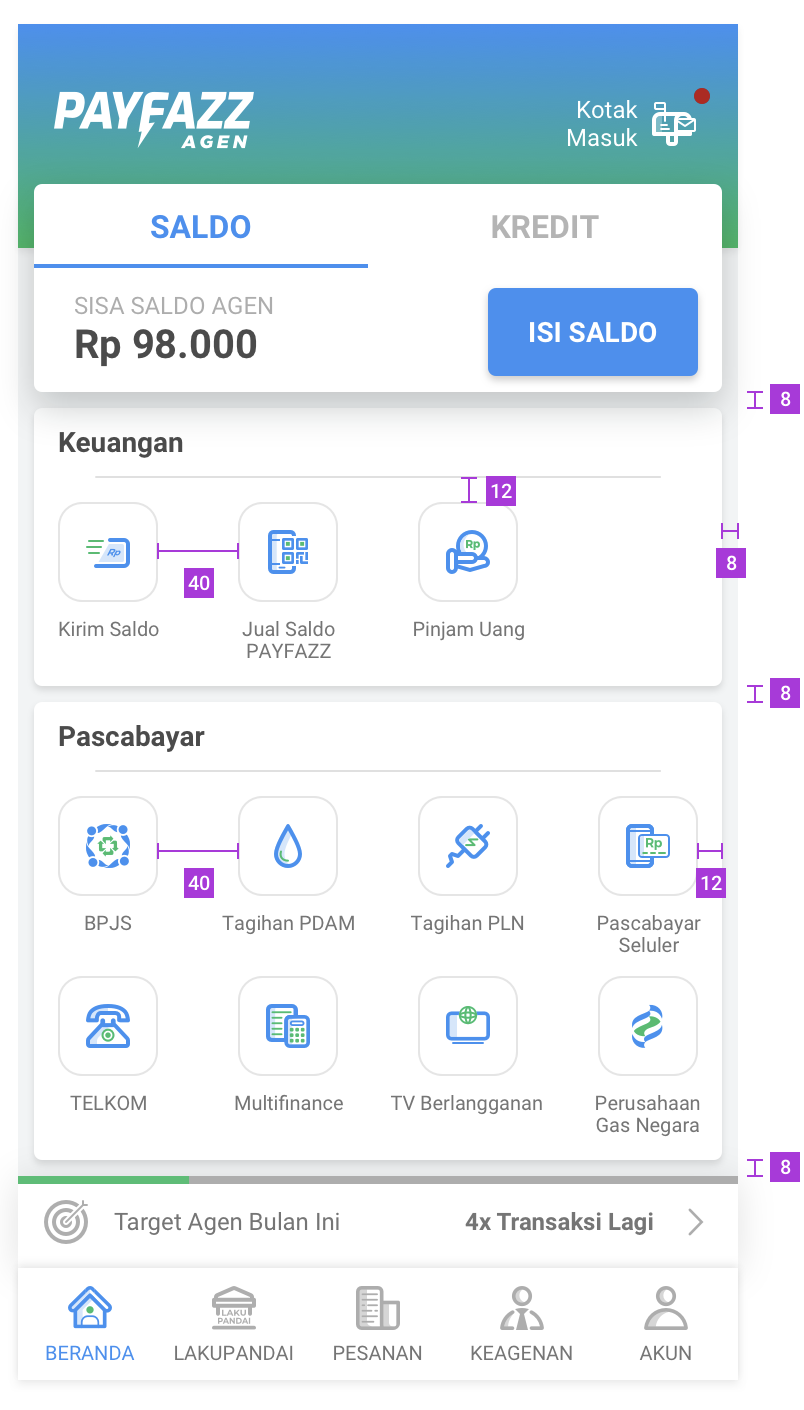 PAYFAZZ
AGEN
Kotak
Masuk
SALDO
KREDIT
SISA SALDO AGEN
Rp 98.000
ISI SALDO
8
Keuangan
12
Rp
Rp
40
8
Kirim Saldo
Jual Saldo
PAYFAZZ
Pinjam Uang
8
Pascabayar
Rp
40
12
BPJS
Tagihan PDAM
Tagihan PLN
Pascabayar
Seluler
TELKOM
Multifinance
TV Berlangganan
Perusahaan
Gas Negara
8
Target Agen Bulan Ini
4x Transaksi Lagi
LAKU
PANDAI
BERANDA
LAKUPANDAI
PESANAN
KEAGENAN
AKUN